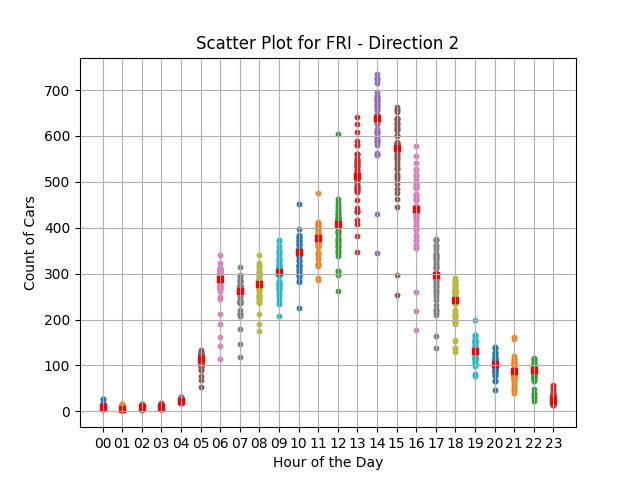 Scatter Plot for FRI - Direction 2
Count of Cars
700
600
500
400
300
200
100
0
00 01 02 03 04 05 06 07 08 09 10 11 12 13 14 15 16 17 18 19 20 21 22 23
Hour of the Day